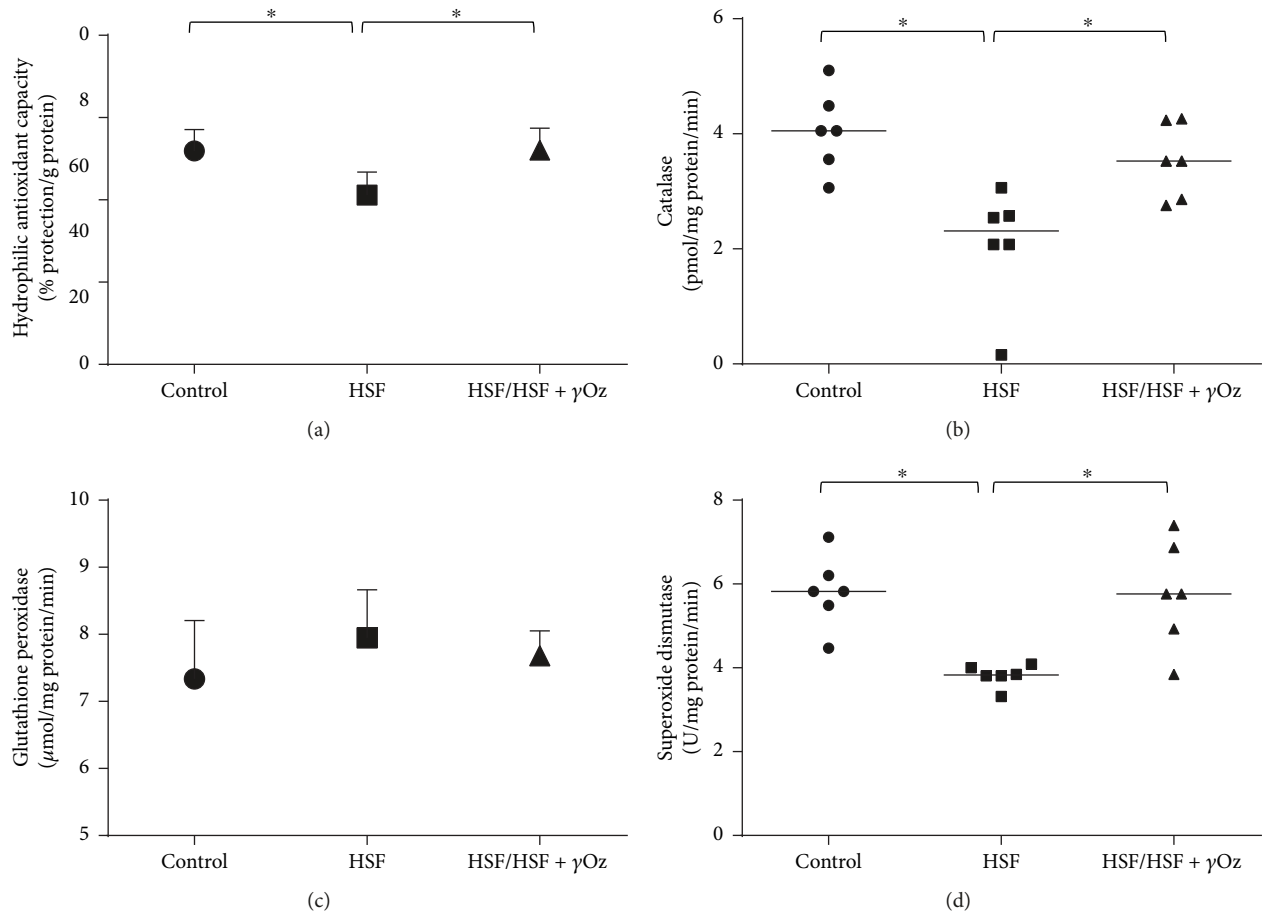 *
*
0
8
60
40
20
0
Hydrophilic antioxidant capacity
(% protection/g protein)
Control
HSF
HSF/HSF + γOz
(a)
*
*
6
4
2
0
Catalase
(pmol/mg protein/min)
Control
HSF
HSF/HSF + γOz
(b)
10
9
8
7
6
5
Glutathione peroxidase
(μmol/mg protein/min)
Control
HSF
HSF/HSF + γOz
(c)
*
*
8
6
4
2
0
Superoxide dismutase
(U/mg protein/min)
Control
HSF
HSF/HSF + γOz
(d)